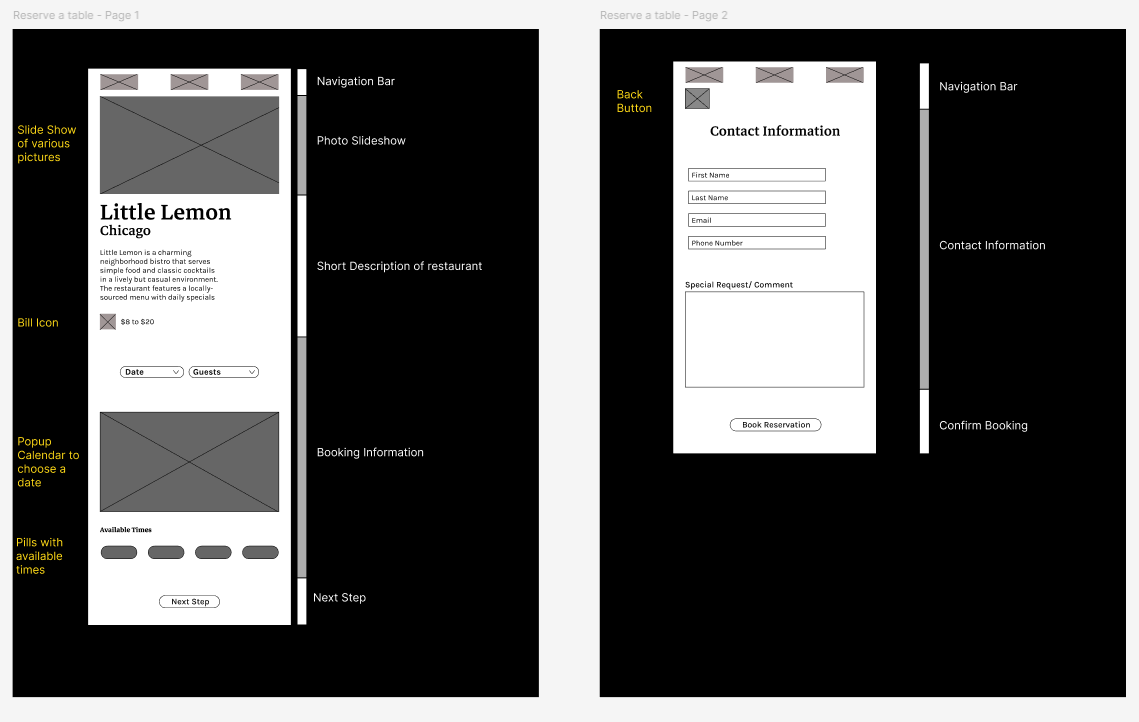 Reserve a table - Page 1
Navigation Bar
Slide Show
of various
pictures
Photo Slideshow
Little Lemon
Chicago
Little Lemon is a charming
neighborhood bistro that serves
simple food and classic cocktails
in a lively but casual environment.
The restaurant features a locally-
sourced menu with daily specials
Short Description of restaurant
Bill Icon
$8 to $20
Date
Guests
Popup
Calendar to
choose a
date
Booking Information
Available Times
Pills with
available
times
Next Step
Next Step
Reserve a table - Page 2
Navigation Bar
Back
Button
Contact Information
First Name
Last Name
Email
Phone Number
Contact Information
Special Request/ Comment
Book Reservation
Confirm Booking